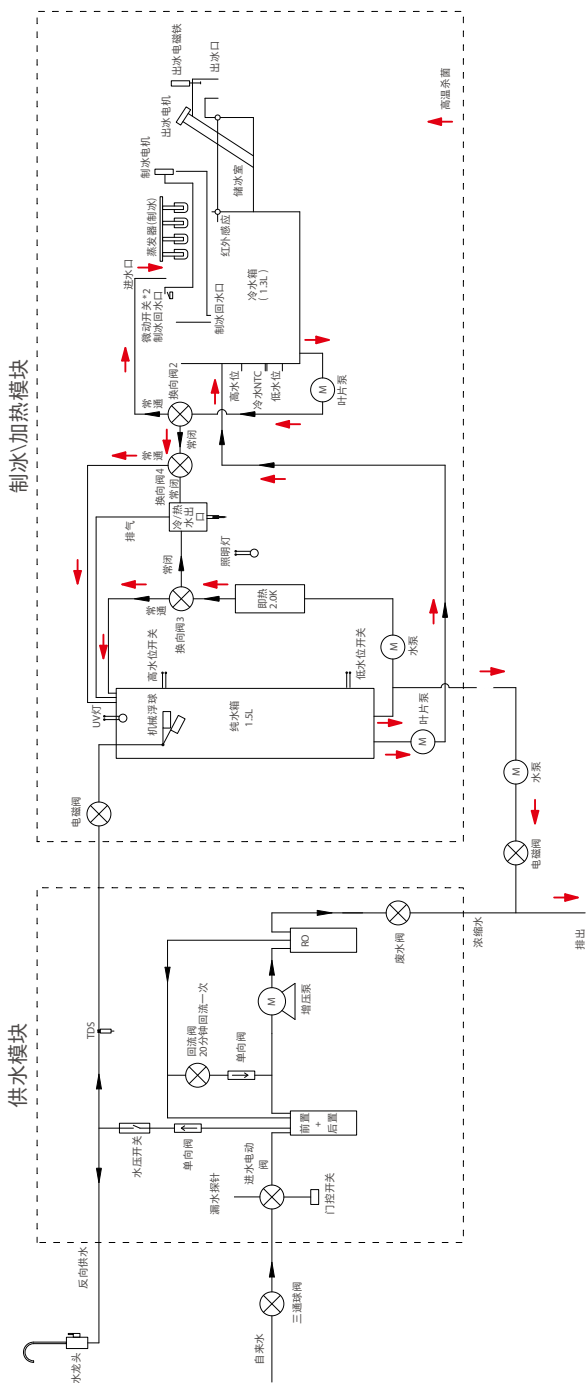 供水模块
制冰\加热模块
水龙头
反向供水
自来水
三通球阀
漏水探针
进水电动
阀
门控开关
水压开关
单向阀
前置
+
后置
回流阀
20分钟回流一次
单向阀
TDS
增压泵
M
RO
废水阀
浓缩水
排出
电磁阀
水泵
M
电磁阀
UV灯
机械浮球
纯水箱
1.5L
高水位开关
低水位开关
叶片泵
M
水泵
M
即热
2.0K
换向阀3
常通
常闭
照明灯
排气
冷/热
水出
口
换向阀4
常通
常闭
换向阀2
常通
常闭
进水口
微动开关*2
制冰回水口
制冰回水口
蒸发器(制冰)
制冰电机
高水位
冷水NTC
低水位
叶片泵
M
冷水箱
(1.3L)
红外感应
储冰室
出冰电机
出冰电磁铁
出冰口
高温杀菌